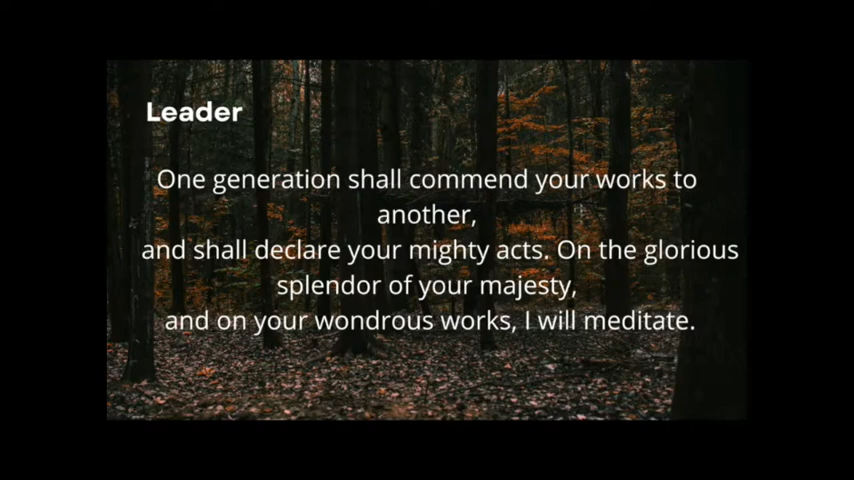 Leader
One generation shall commend your works to
another,
and shall declare your mighty acts. On the glorious
splendor of your majesty,
and on your wondrous works, I will meditate.